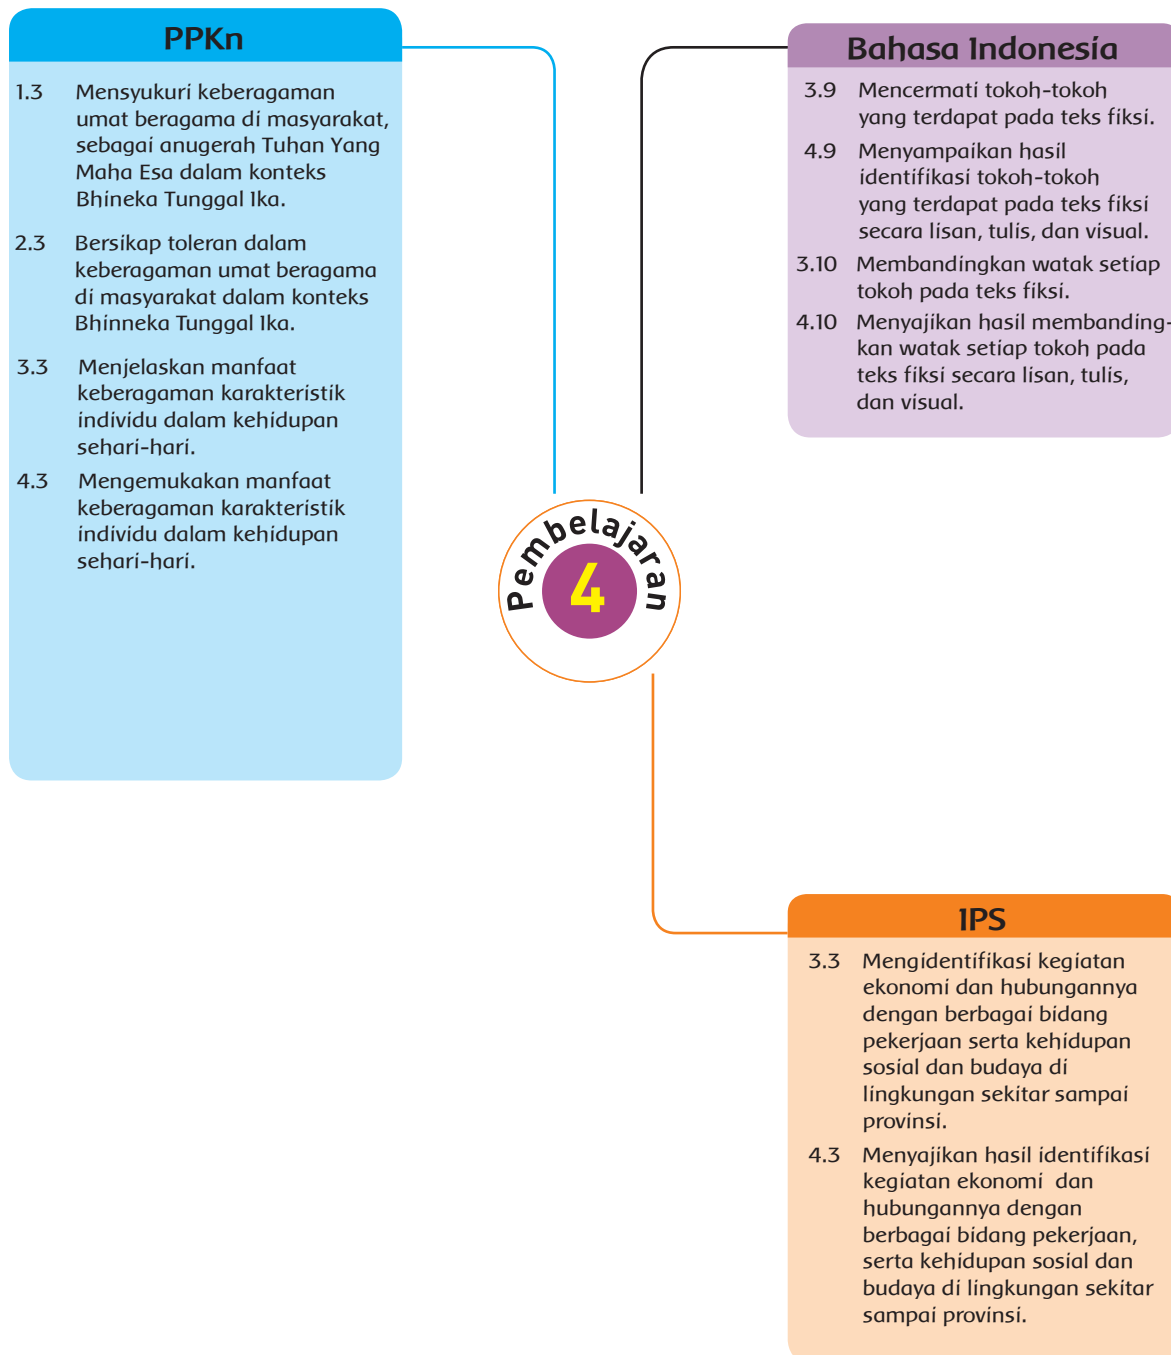 PPKn
1.3 Mensyukuri keberagaman
umat beragama di masyarakat,
sebagai anugerah Tuhan Yang
Maha Esa dalam konteks
Bhineka Tunggal Ika.
2.3 Bersikap toleran dalam
keberagaman umat beragama
di masyarakat dalam konteks
Bhinneka Tunggal Ika.
3.3 Menjelaskan manfaat
keberagaman karakteristik
individu dalam kehidupan
sehari-hari.
4.3 Mengemukakan manfaat
keberagaman karakteristik
individu dalam kehidupan
sehari-hari.
Bahasa Indonesia
3.9 Mencermati tokoh-tokoh
yang terdapat pada teks fiksi.
4.9 Menyampaikan hasil
identifikasi tokoh-tokoh
yang terdapat pada teks fiksi
secara lisan, tulis, dan visual.
3.10 Membandingkan watak setiap
tokoh pada teks fiksi.
4.10 Menyajikan hasil membanding-
kan watak setiap tokoh pada
teks fiksi secara lisan, tulis,
dan visual.
Pembelajaran
4
IPS
3.3 Mengidentifikasi kegiatan
ekonomi dan hubungannya
dengan berbagai bidang
pekerjaan serta kehidupan
sosial dan budaya di
lingkungan sekitar sampai
provinsi.
4.3 Menyajikan hasil identifikasi
kegiatan ekonomi dan
hubungannya dengan
berbagai bidang pekerjaan,
serta kehidupan sosial dan
budaya di lingkungan sekitar
sampai provinsi.